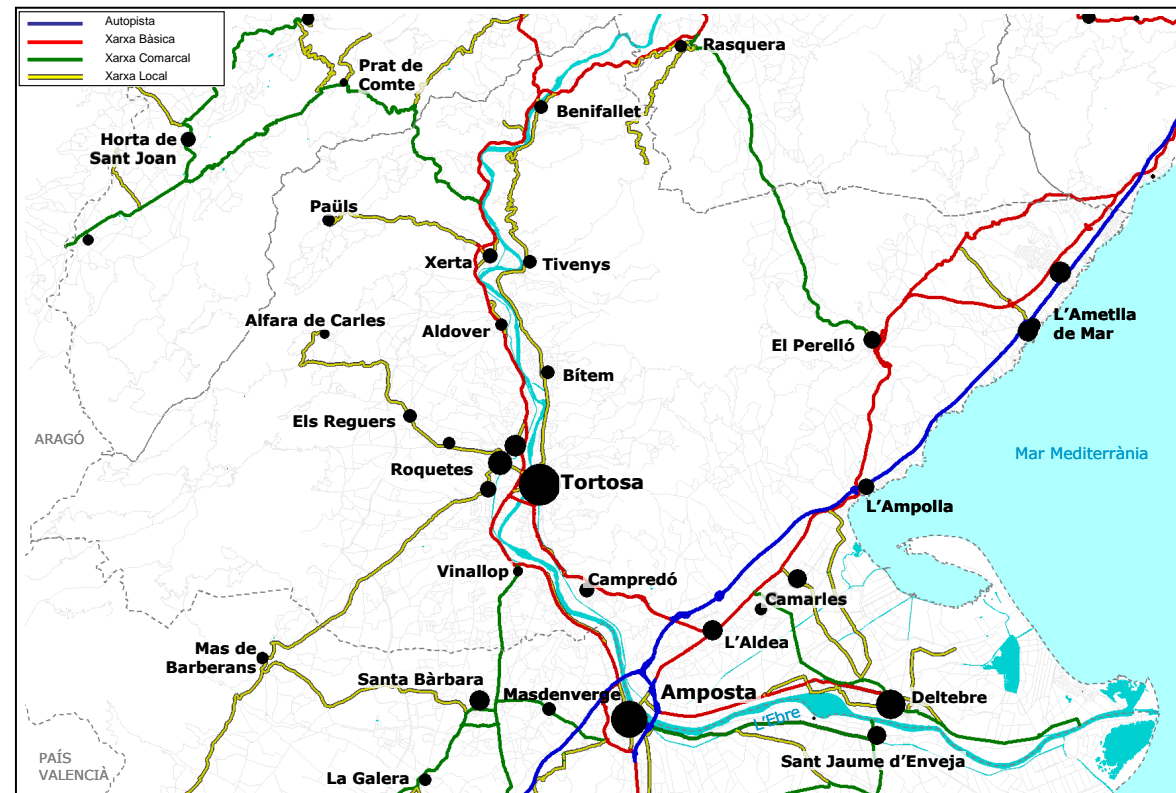 Autopista
Xarxa Bàsica
Xarxa Comarcal
Xarxa Local
Rasquera
Prat de
Comte
Benifallet
Horta de
Sant Joan
Paüls
Xerta
Tivenys
Alfara de Carles
Aldover
L'Ametlla
de Mar
El Perelló
Bítem
Els Reguers
ARAGÓ
Mar Mediterrània
Roquetes
Tortosa
L'Ampolla
Vinallop
Campredó
Camarles
L'Aldea
Mas de
Barberans
Santa Bàrbara
Masdenverge
Amposta
Deltebre
L'Ebre
Sant Jaume d'Enveja
PAÍS
VALENCIÀ
La Galera